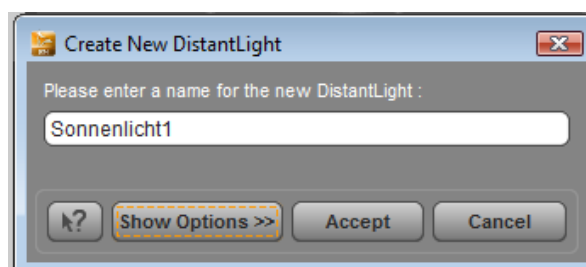 Create New DistantLight
Please enter a name for the new DistantLight :
Sonnenlicht1
? Show Options >> Accept Cancel